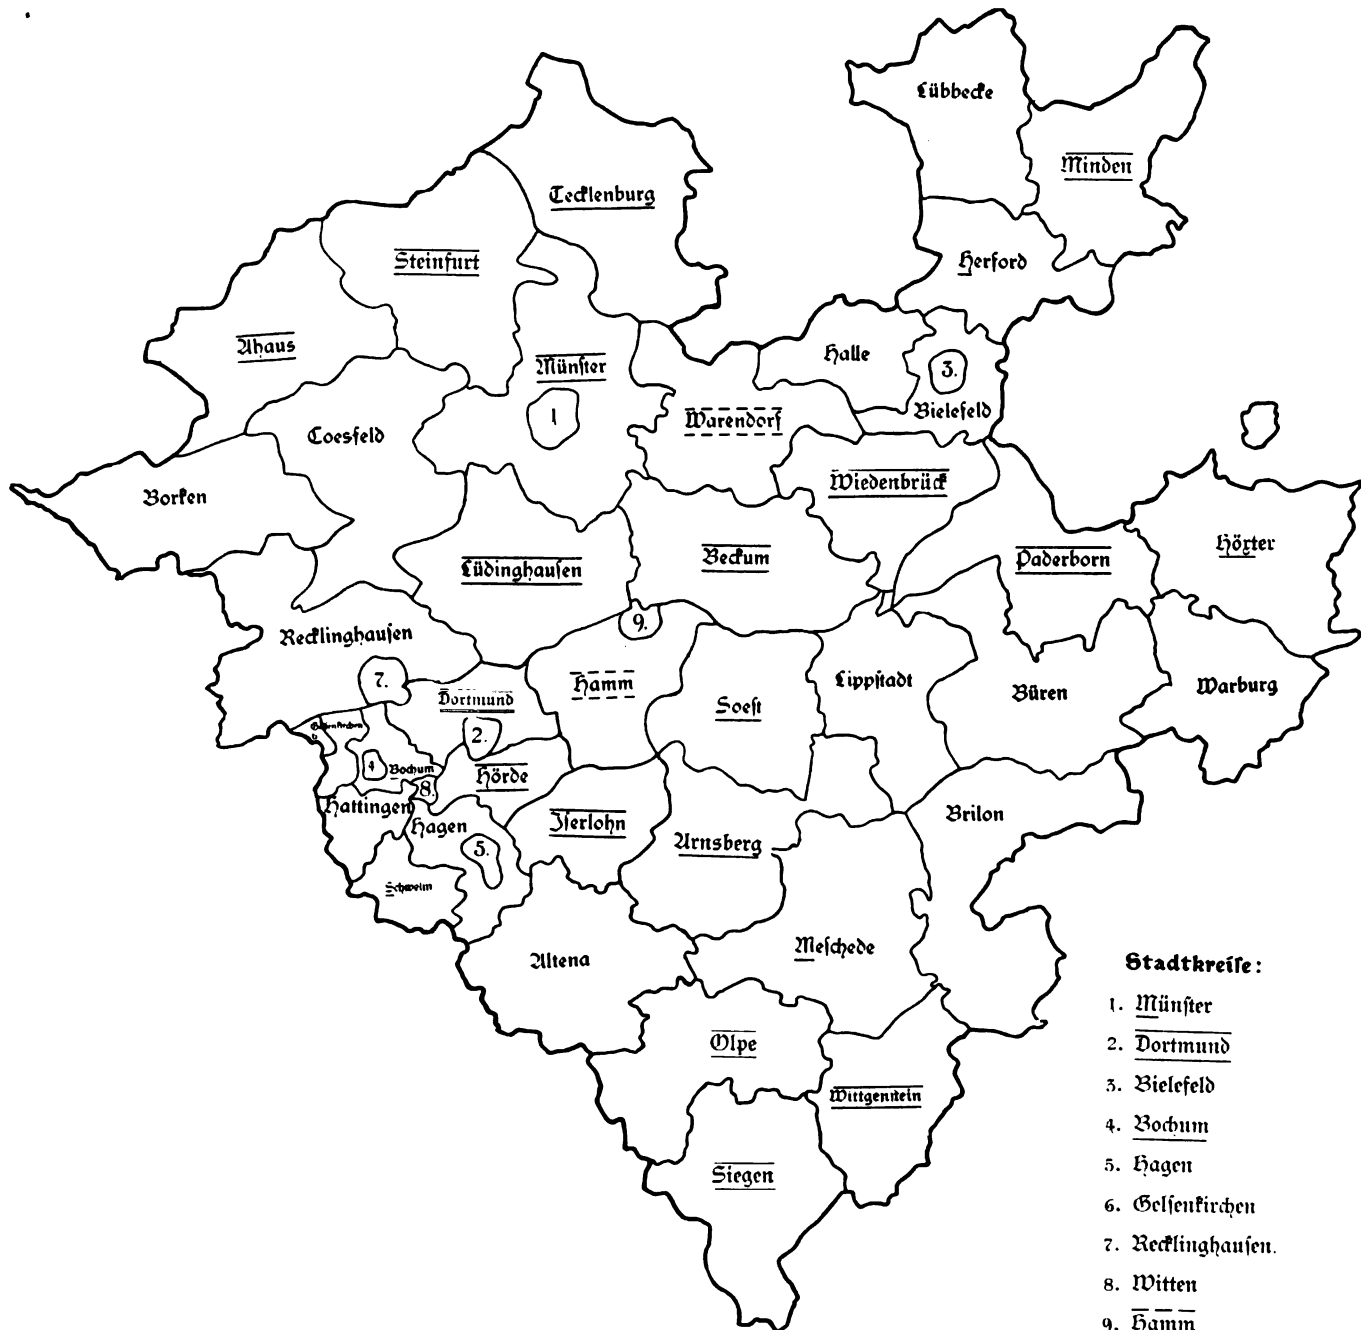 Lübbecke
Minden
Tecklenburg
Steinfurt
Herford
Ahaus
Münster
Halle
3.
1
Warendorf
Bielefeld
Coesfeld
Borken
Wiedenbrück
Lüdinghausen
Beckum
Paderborn
Höxter
Recklinghausen
9.
7.
Hamm
Lippstadt
Büren
Warburg
Dortmund
Soest
2.
Gelsenkirchen
6
4
Bochum
Hörde
8.
Hattingen
Hagen
Iserlohn
Brilon
Arnsberg
5.
Schwelm
Meschede
Altena
Olpe
Wittgenstein
Siegen
Stadtkreiſe:
1. Münſter
2. Dortmund
3. Bielefeld
4. Bochum
5. Hagen
6. Gelſenkirchen
7. Recklinghauſen.
8. Witten
9. Hamm